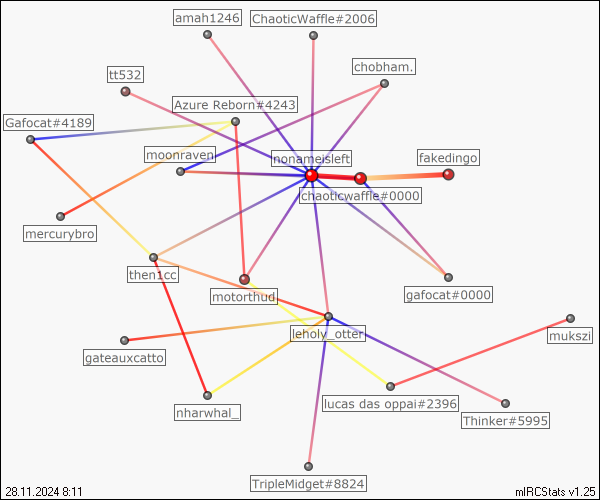 amah1246
ChaoticWaffle#2006
chobham.
tt532
Azure Reborn#4243
Gafocat#4189
moonraven
nonameisleft
fakedingo
chaoticwaffle#0000
mercurybro
then1cc
motorthud
gafocat#0000
leholy_otter
mukszi
gateauxcatto
nharwhal_
lucas das oppai#2396
Thinker#5995
TripleMidget#8824
28.11.2024 8:11
mIRCStats v1.25